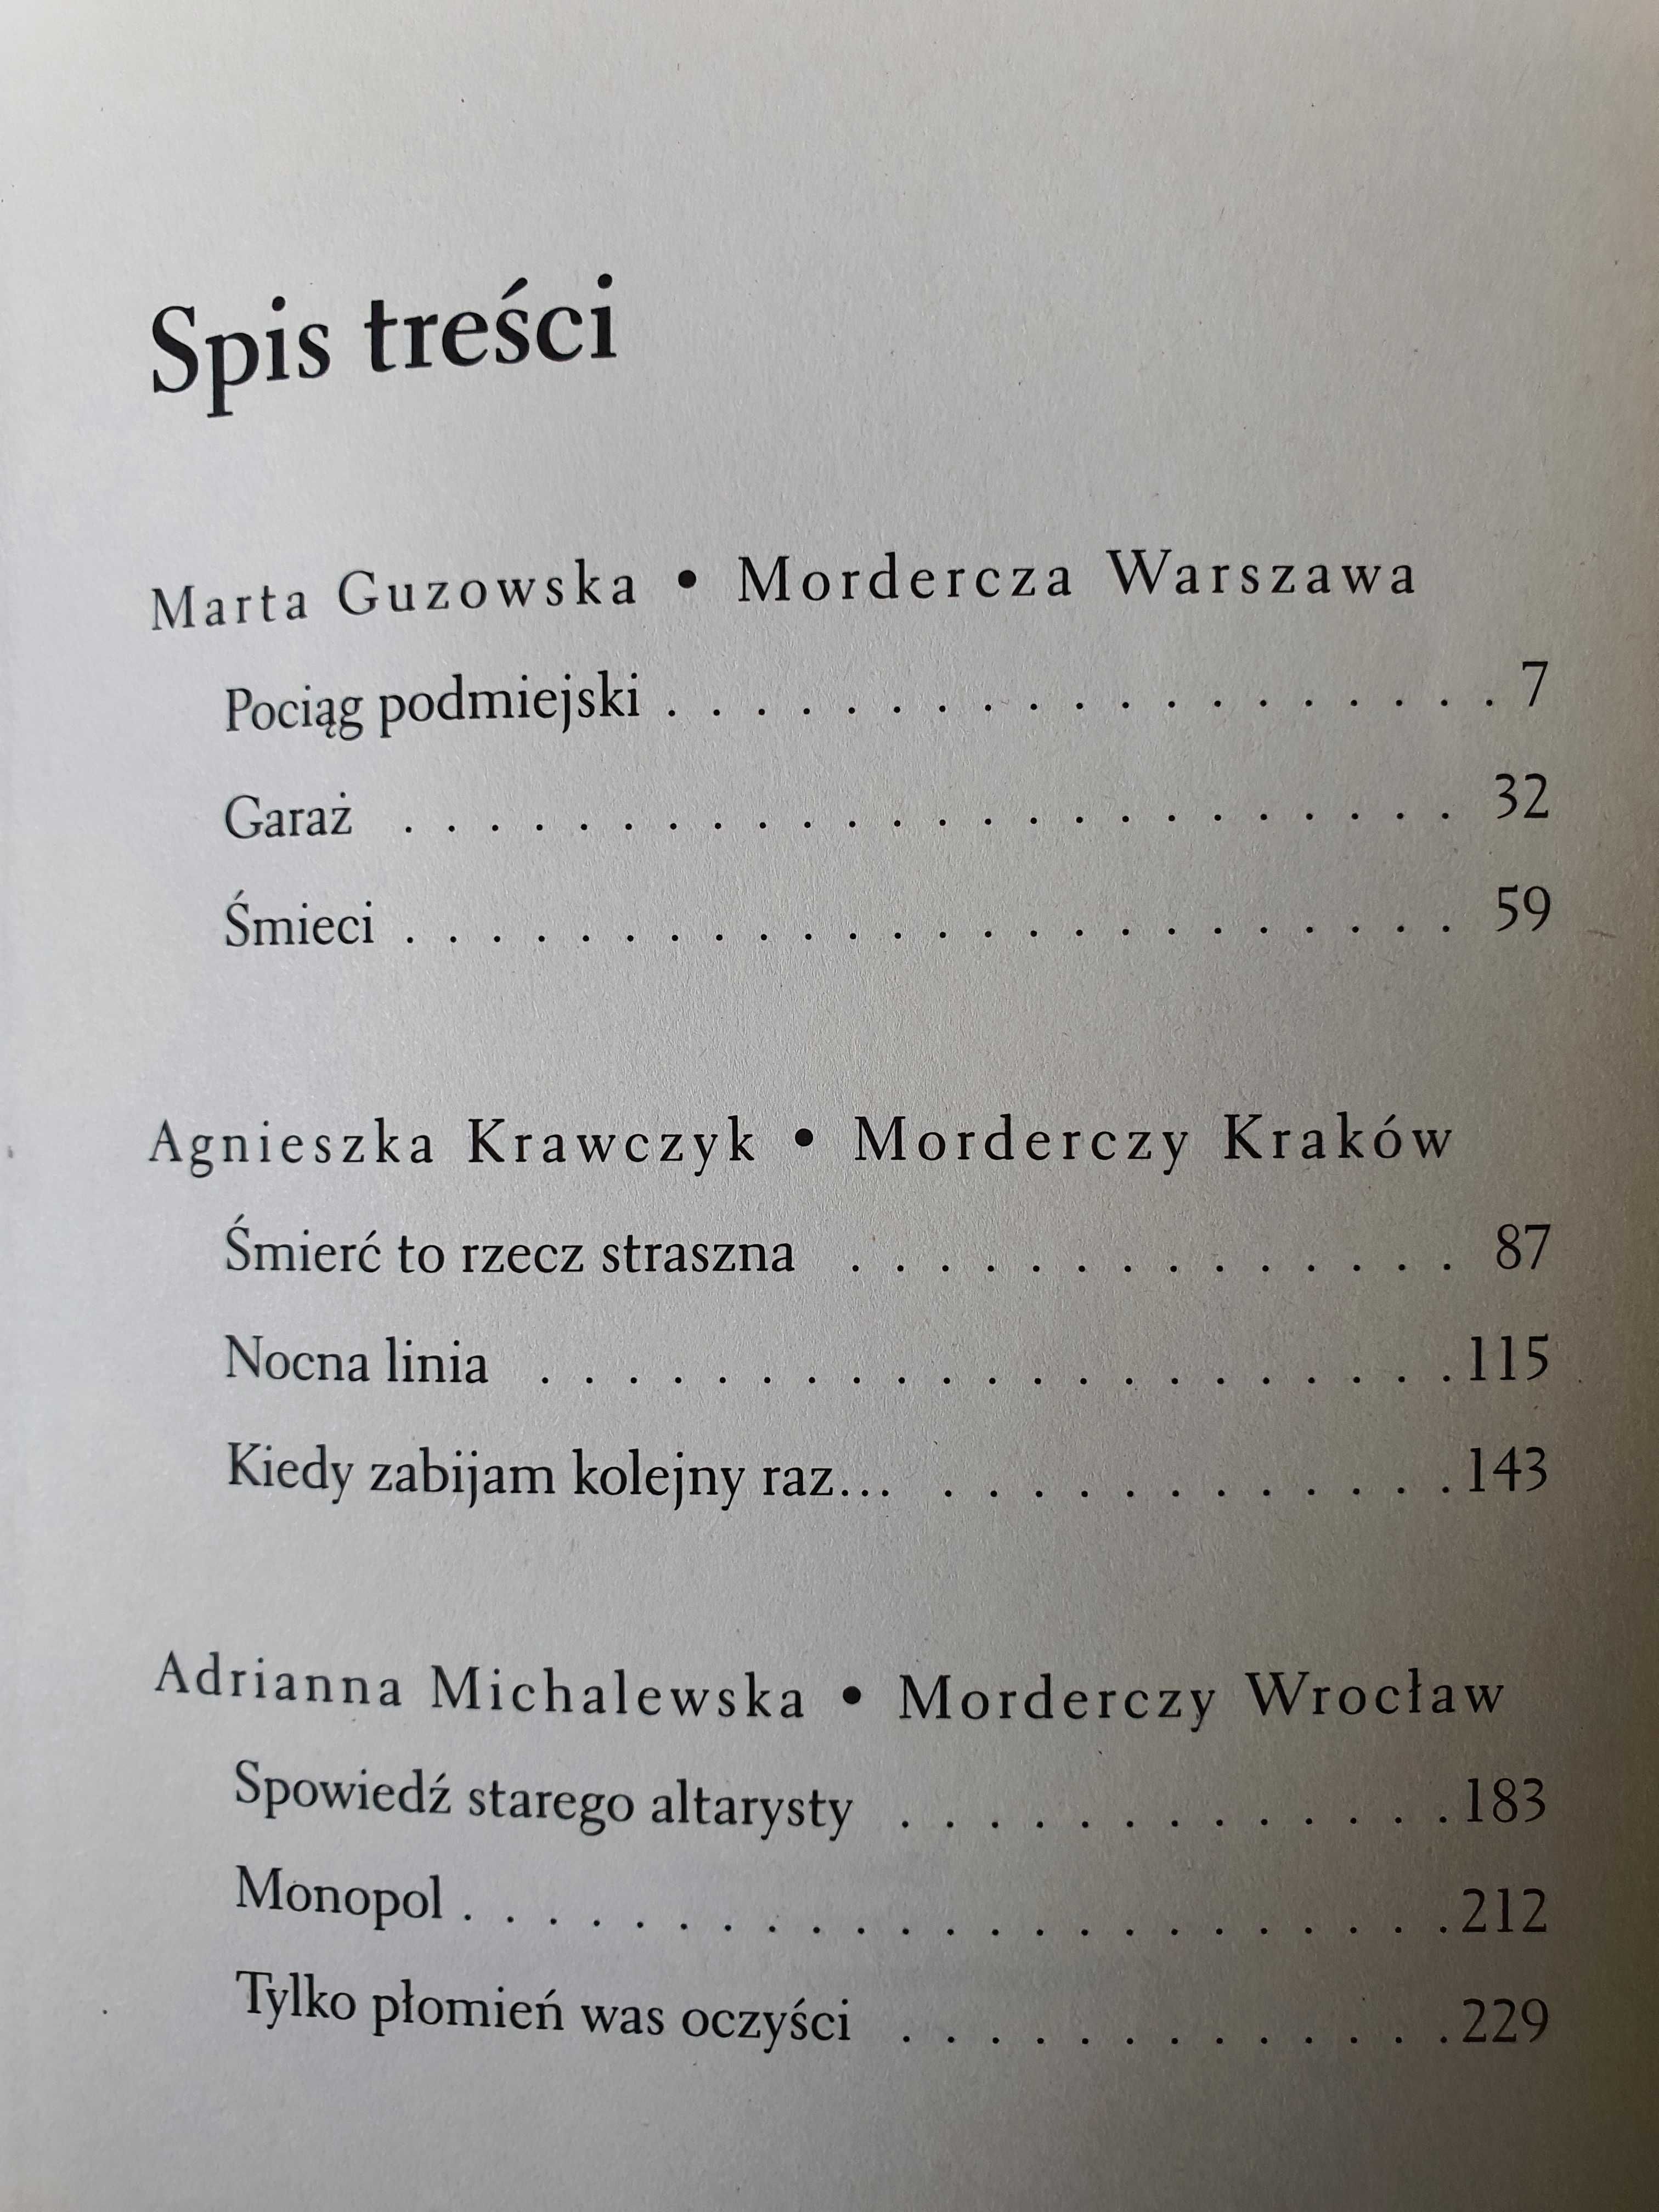 Spis treści
Marta Guzowska • Mordercza Warszawa
Pociąg podmiejski . . . . . . . . . . . . . . . . . . . 7
Garaż . . . . . . . . . . . . . . . . . . . . . . . . 32
Śmieci . . . . . . . . . . . . . . . . . . . . . . . . 59
Agnieszka Krawczyk • Morderczy Kraków
Śmierć to rzecz straszna . . . . . . . . . . . . . . 87
Nocna linia . . . . . . . . . . . . . . . . . . . . . 115
Kiedy zabijam kolejny raz... . . . . . . . . . . . . 143
Adrianna Michalewska • Morderczy Wrocław
Spowiedź starego altarysty . . . . . . . . . . . . . 183
Monopol . . . . . . . . . . . . . . . . . . . . . . . 212
Tylko płomień was oczyści . . . . . . . . . . . . . 229